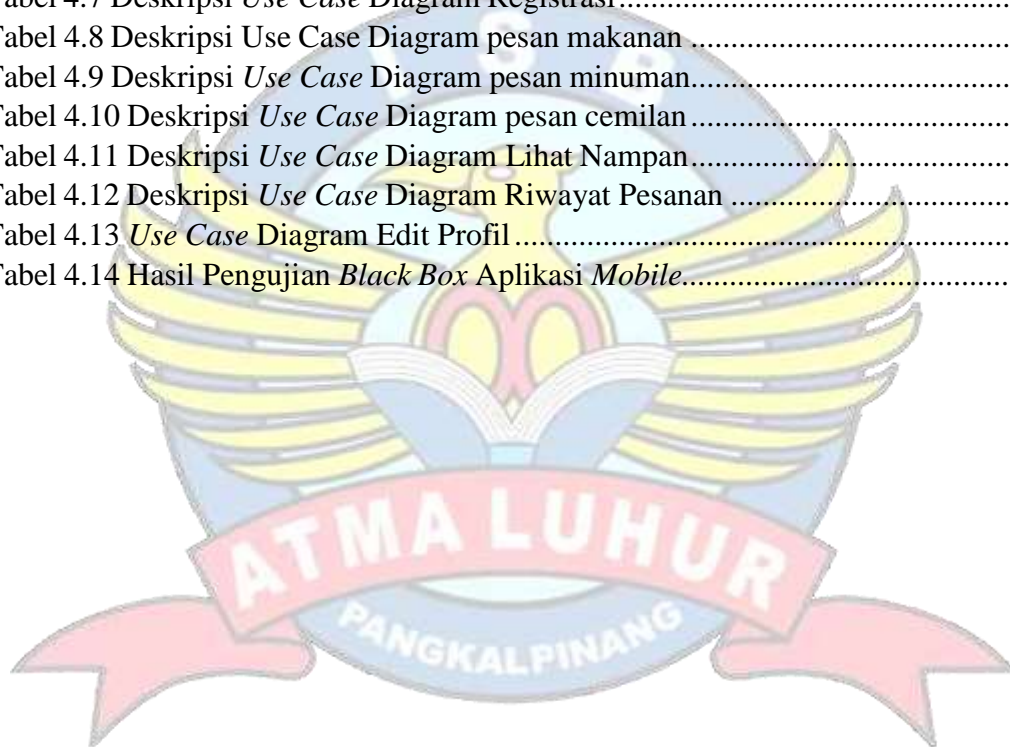 Tabel 4.7 Deskripsi Use Case Diagram Registrasi..........................................
Tabel 4.8 Deskripsi Use Case Diagram pesan makanan ..................................
Tabel 4.9 Deskripsi Use Case Diagram pesan minuman..................................
Tabel 4.10 Deskripsi Use Case Diagram pesan cemilan ..................................
Tabel 4.11 Deskripsi Use Case Diagram Lihat Nampan..................................
Tabel 4.12 Deskripsi Use Case Diagram Riwayat Pesanan .............................
Tabel 4.13 Use Case Diagram Edit Profil .......................................................
Tabel 4.14 Hasil Pengujian Black Box Aplikasi Mobile...................................
I S B
ATMA LUHUR
PANGKALPINANG